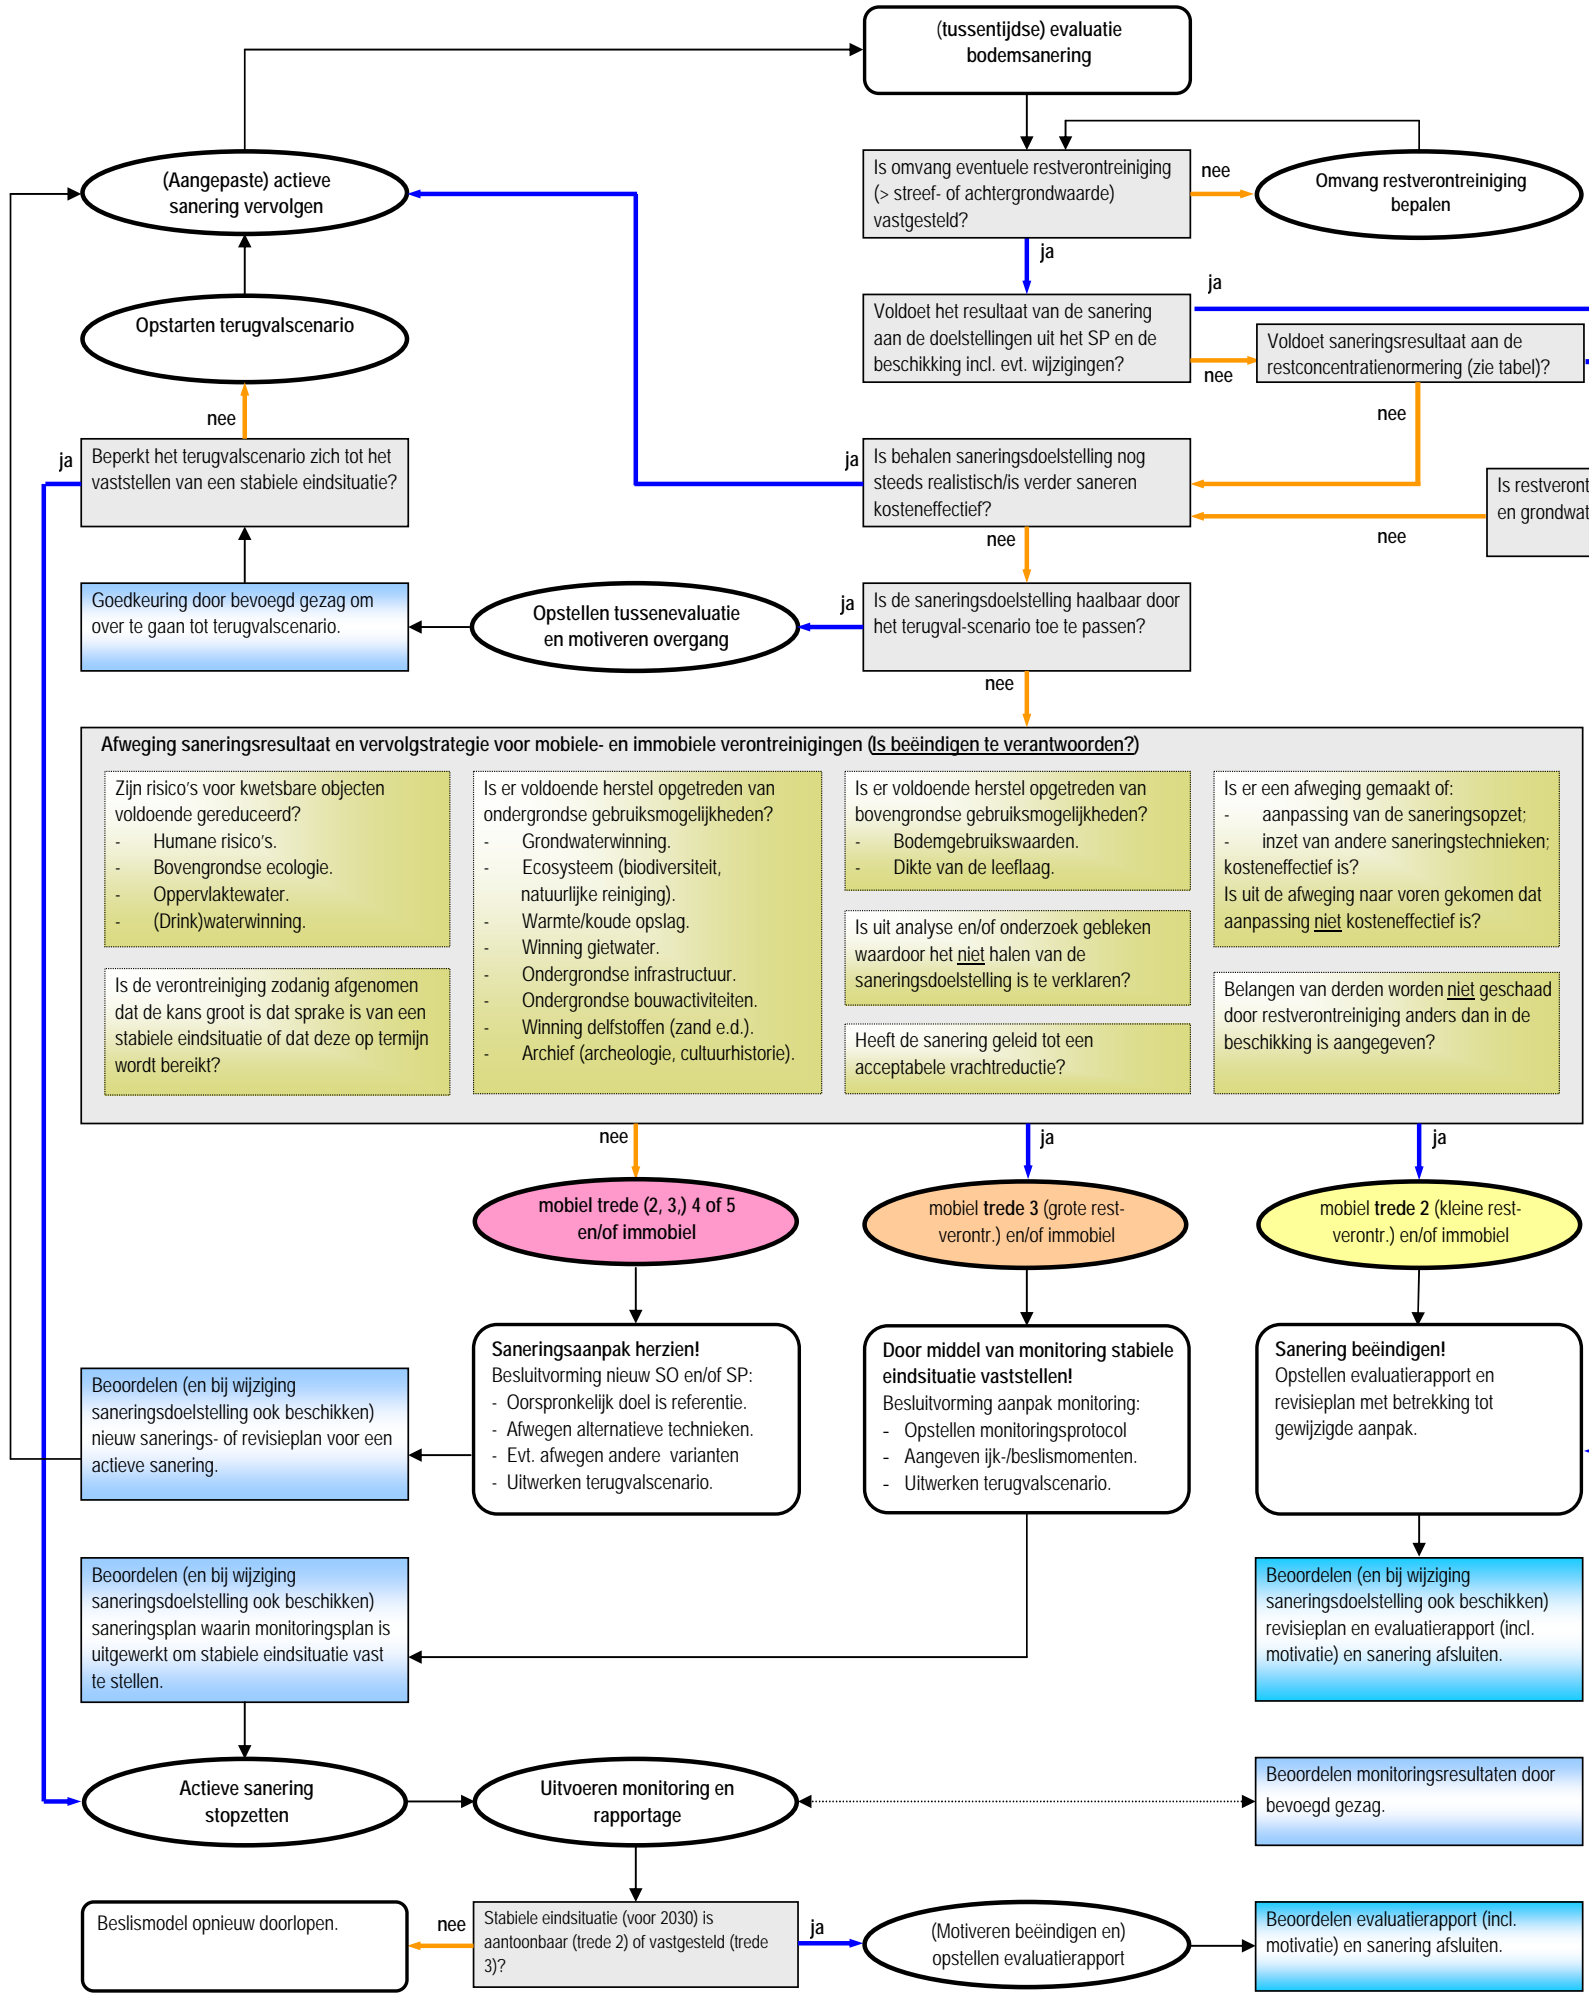 (tussentijdse) evaluatie
bodemsanering
(Aangepaste) actieve
sanering vervolgen
Is omvang eventuele restverontreiniging
(> streef- of achtergrondwaarde)
vastgesteld?
nee
Omvang restverontreiniging
bepalen
ja
Opstarten terugvalscenario
Voldoet het resultaat van de sanering
aan de doelstellingen uit het SP en de
beschikking incl. evt. wijzigingen?
ja
nee
Voldoet saneringsresultaat aan de
restconcentratienormering (zie tabel)?
nee
nee
ja
Beperkt het terugvalscenario zich tot het
vaststellen van een stabiele eindsituatie?
ja
Is behalen saneringsdoelstelling nog
steeds realistisch/is verder saneren
kosteneffectief?
Is restveront
en grondwat
nee
nee
Goedkeuring door bevoegd gezag om
over te gaan tot terugvalscenario.
Opstellen tussenevaluatie
en motiveren overgang
ja
Is de saneringsdoelstelling haalbaar door
het terugval-scenario toe te passen?
nee
Afweging saneringsresultaat en vervolgstrategie voor mobiele- en immobiele verontreinigingen (Is beëindigen te verantwoorden?)
Zijn risico's voor kwetsbare objecten
voldoende gereduceerd?
- Humane risico's.
- Bovengrondse ecologie.
- Oppervlaktewater.
- (Drink)waterwinning.
Is de verontreiniging zodanig afgenomen
dat de kans groot is dat sprake is van een
stabiele eindsituatie of dat deze op termijn
wordt bereikt?
Is er voldoende herstel opgetreden van
ondergrondse gebruiksmogelijkheden?
- Grondwaterwinning.
- Ecosysteem (biodiversiteit,
natuurlijke reiniging).
- Warmte/koude opslag.
- Winning gietwater.
- Ondergrondse infrastructuur.
- Ondergrondse bouwactiviteiten.
- Winning delfstoffen (zand e.d.).
- Archief (archeologie, cultuurhistorie).
Is er voldoende herstel opgetreden van
bovengrondse gebruiksmogelijkheden?
- Bodemgebruikswaarden.
- Dikte van de leeflaag.
Is uit analyse en/of onderzoek gebleken
waardoor het niet halen van de
saneringsdoelstelling is te verklaren?
Heeft de sanering geleid tot een
acceptabele vrachtreductie?
Is er een afweging gemaakt of:
- aanpassing van de saneringsopzet;
- inzet van andere saneringstechnieken;
kosteneffectief is?
Is uit de afweging naar voren gekomen dat
aanpassing niet kosteneffectief is?
Belangen van derden worden niet geschaad
door restverontreiniging anders dan in de
beschikking is aangegeven?
nee
ja
ja
mobiel trede (2, 3,) 4 of 5
en/of immobiel
mobiel trede 3 (grote rest-
verontr.) en/of immobiel
mobiel trede 2 (kleine rest-
verontr.) en/of immobiel
Beoordelen (en bij wijziging
saneringsdoelstelling ook beschikken)
nieuw sanerings- of revisieplan voor een
actieve sanering.
Saneringsaanpak herzien!
Besluitvorming nieuw SO en/of SP:
- Oorspronkelijk doel is referentie.
- Afwegen alternatieve technieken.
- Evt. afwegen andere varianten
- Uitwerken terugvalscenario.
Door middel van monitoring stabiele
eindsituatie vaststellen!
Besluitvorming aanpak monitoring:
- Opstellen monitoringsprotocol
- Aangeven ijk-/beslismomenten.
- Uitwerken terugvalscenario.
Sanering beëindigen!
Opstellen evaluatierapport en
revisieplan met betrekking tot
gewijzigde aanpak.
Beoordelen (en bij wijziging
saneringsdoelstelling ook beschikken)
saneringsplan waarin monitoringsplan is
uitgewerkt om stabiele eindsituatie vast
te stellen.
Beoordelen (en bij wijziging
saneringsdoelstelling ook beschikken)
revisieplan en evaluatierapport (incl.
motivatie) en sanering afsluiten.
Actieve sanering
stopzetten
Uitvoeren monitoring en
rapportage
Beoordelen monitoringsresultaten door
bevoegd gezag.
Beslismodel opnieuw doorlopen.
nee
Stabiele eindsituatie (voor 2030) is
aantoonbaar (trede 2) of vastgesteld (trede
3)?
ja
(Motiveren beëindigen en)
opstellen evaluatierapport
Beoordelen evaluatierapport (incl.
motivatie) en sanering afsluiten.